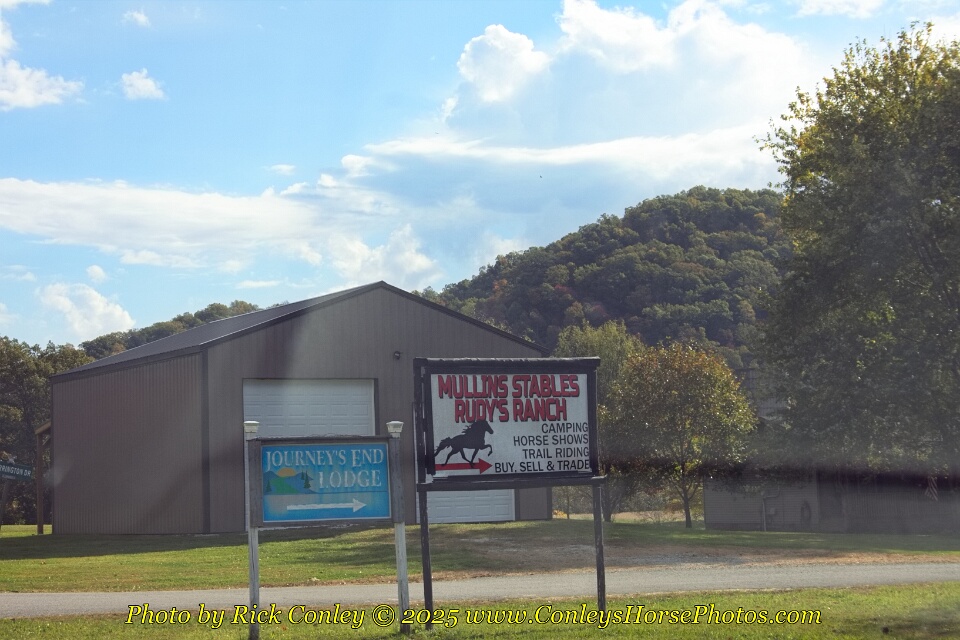 MULLINS STABLES
RUDY'S RANCH
CAMPING
HORSE SHOWS
TRAIL RIDING
BUY, SELL & TRADE
JOURNEY'S END
LODGE
Photo by Rick Conley © 2025 www.ConleysHorsePhotos.com